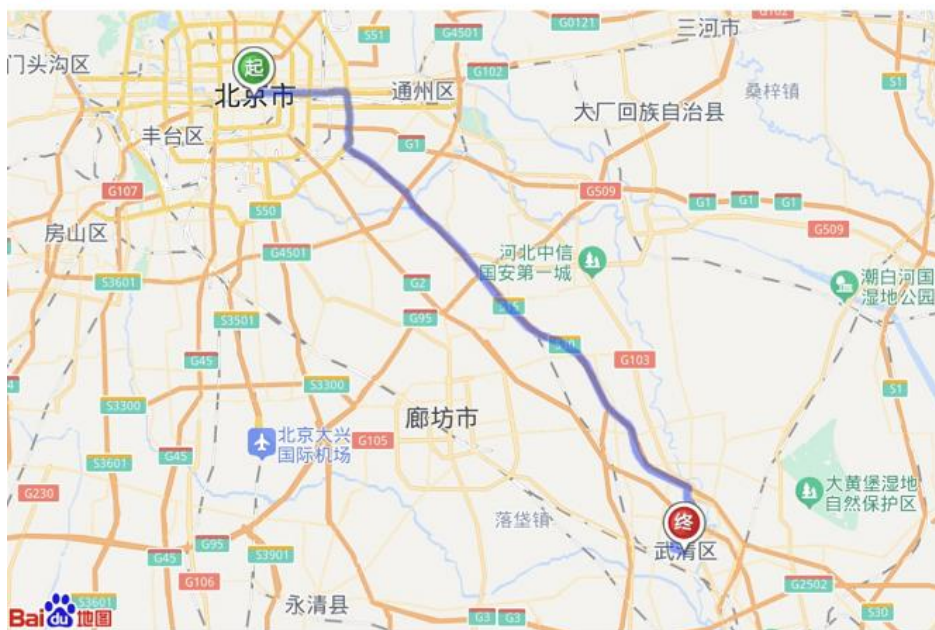 S51
G4501
G0121
G102
三河市
门头沟区
起
G102
S1
北京市
通州区
桑梓镇
大厂回族自治县
丰台区
G1
G107
G509
G1
G1
G1
S50
房山区
G509
G4501
河北中信
国安第一城
潮白河国
湿地公园
S3601
G2
S15
S3501
G95
S30
G45
G103
S3300
S1
S3300
廊坊市
北京大兴
国际机场
G105
S3601
G45
G230
大黄堡湿地
自然保护区
落垡镇
终
武清区
G95
G45
S3901
G106
G2502
S3601
永清县
G3
G3
S30
Bai du 地图